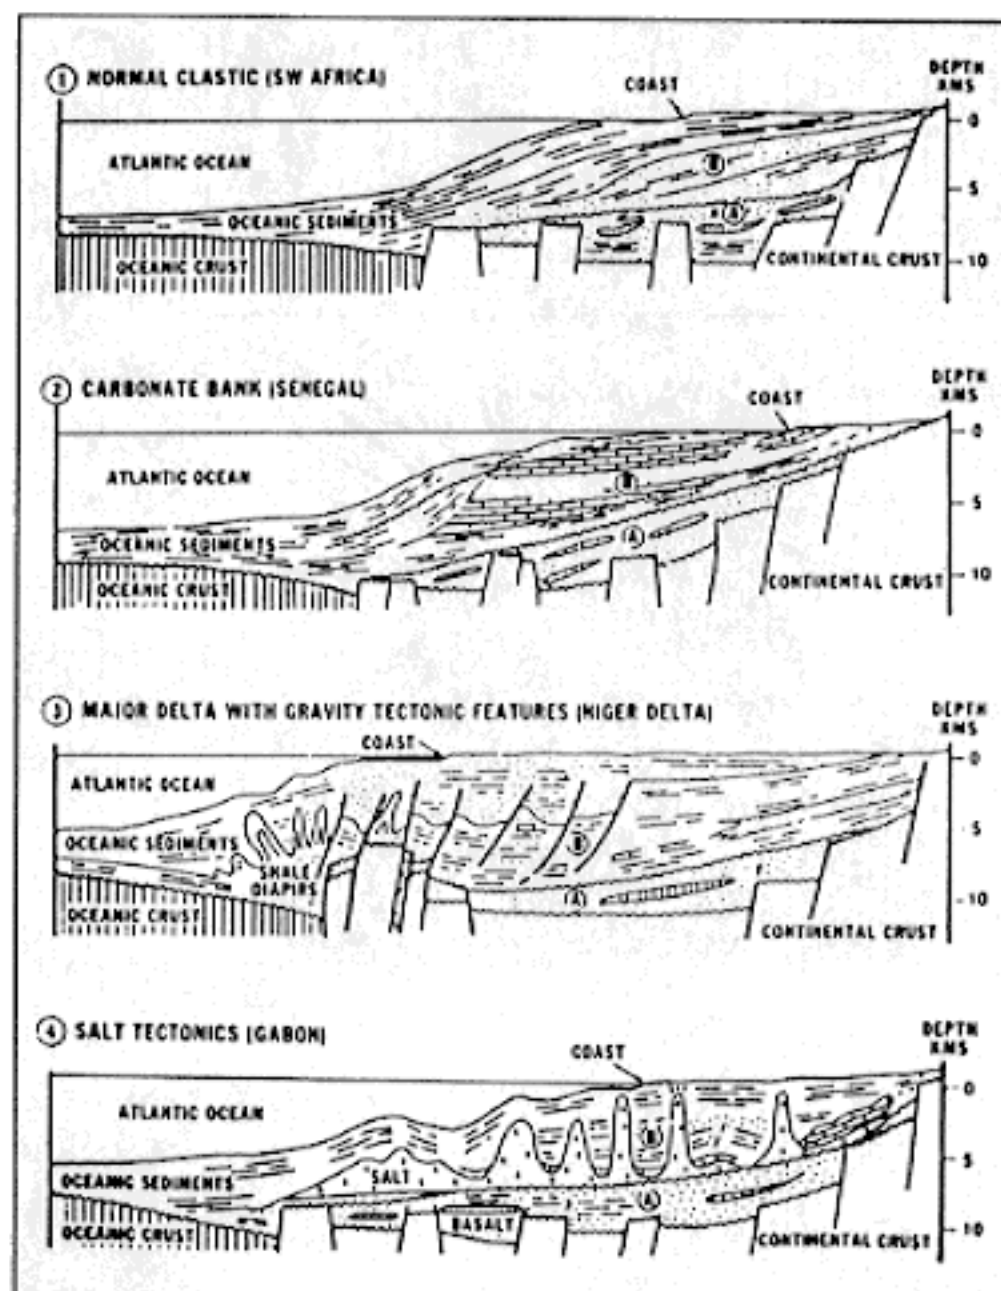 ① NORMAL CLASTIC (SW AFRICA)
COAST
DEPTH
KMS
0
ATLANTIC OCEAN
B
5
A
OCEANIC SEDIMENTS
OCEANIC CRUST
CONTINENTAL CRUST
10
② CARBONATE BANK (SENEGAL)
COAST
DEPTH
KMS
0
ATLANTIC OCEAN
B
5
OCEANIC SEDIMENTS
A
OCEANIC CRUST
CONTINENTAL CRUST
10
③ MAJOR DELTA WITH GRAVITY TECTONIC FEATURES (NIGER DELTA)
COAST
DEPTH
KMS
0
ATLANTIC OCEAN
5
OCEANIC SEDIMENTS
B
SHALE
DIAPIRS
A
10
OCEANIC CRUST
CONTINENTAL CRUST
④ SALT TECTONICS (GABON)
COAST
DEPTH
KMS
0
ATLANTIC OCEAN
B
5
OCEANIC SEDIMENTS
SALT
A
OCEANIC CRUST
BASALT
CONTINENTAL CRUST
10